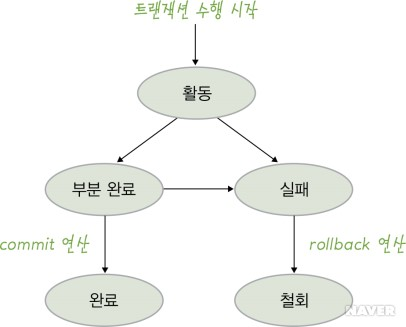 트랜잭션 수행 시작
활동
부분 완료
실패
commit 연산
rollback 연산
완료
철회
NAVER